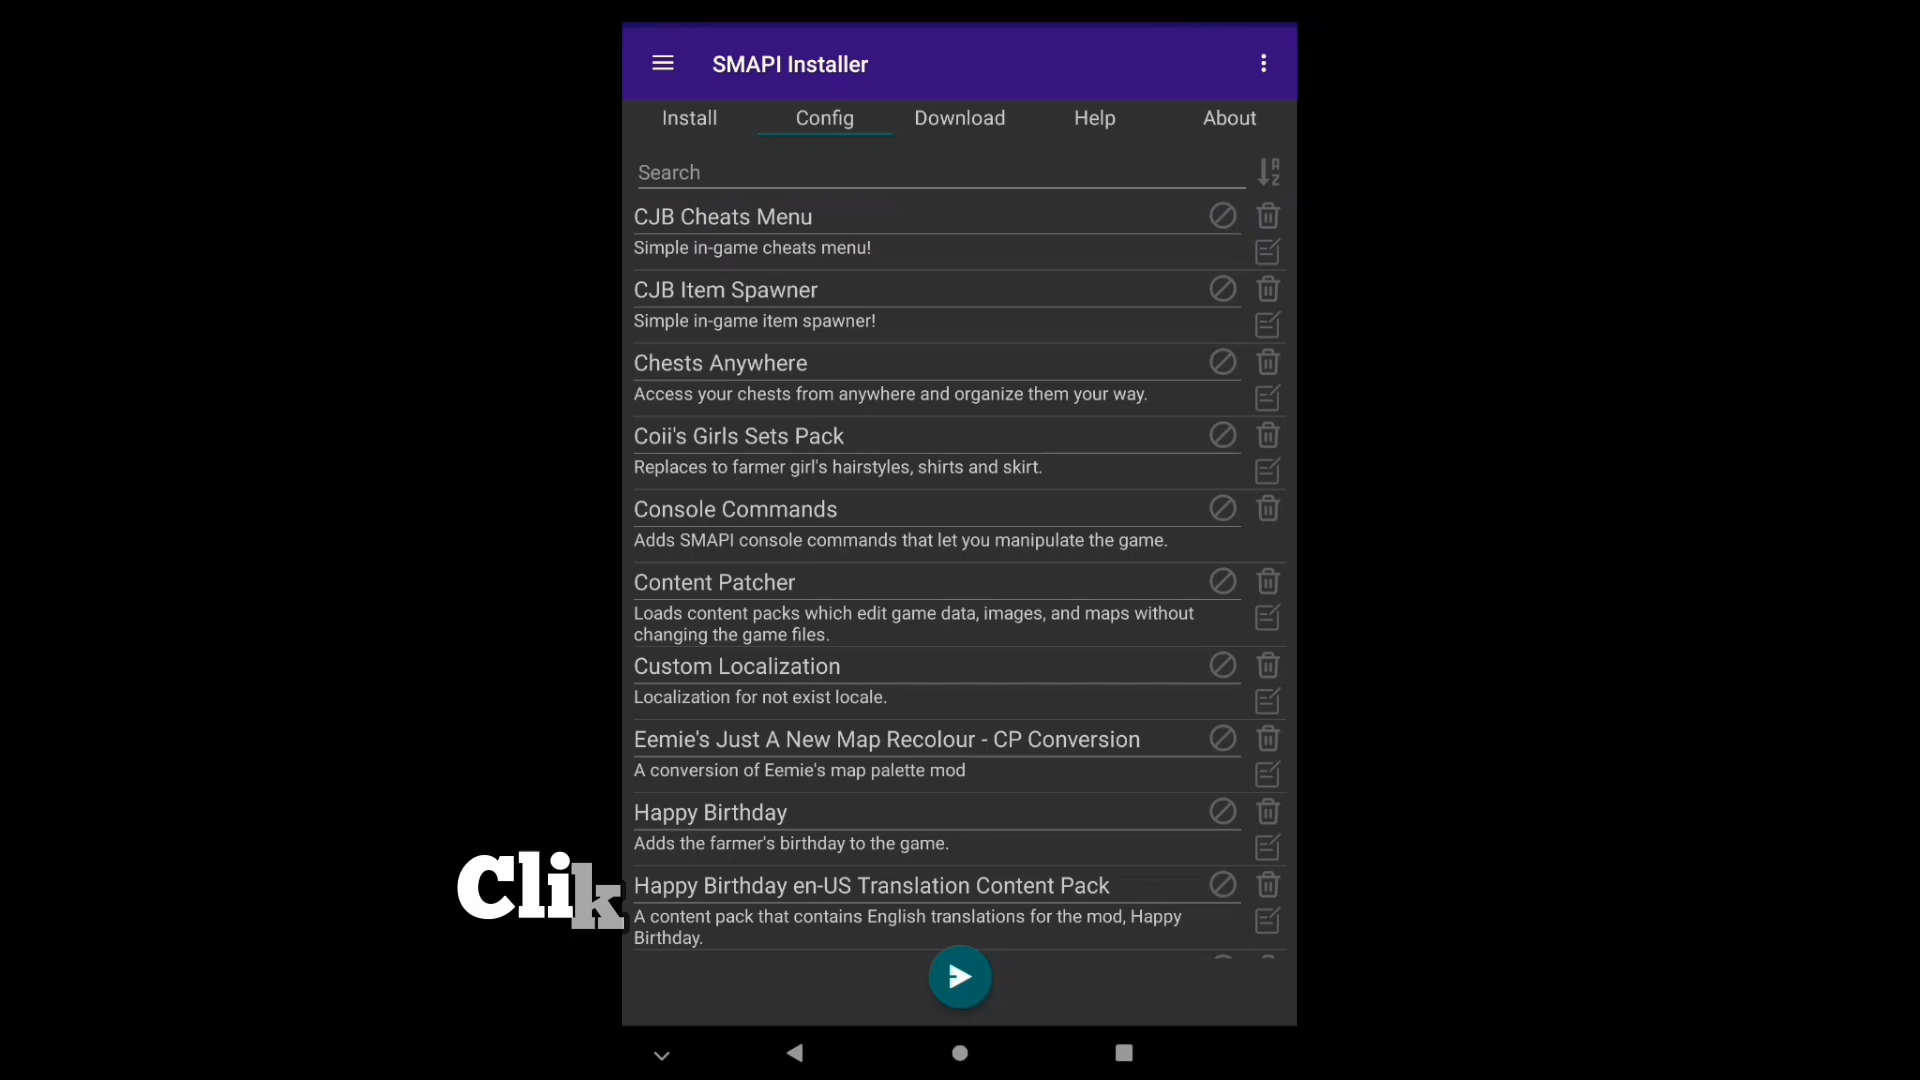 SMAPI Installer
Install Config Download Help About
Search
CJB Cheats Menu
Simple in-game cheats menu!
CJB Item Spawner
Simple in-game item spawner!
Chests Anywhere
Access your chests from anywhere and organize them your way.
Coii's Girls Sets Pack
Replaces to farmer girl's hairstyles, shirts and skirt.
Console Commands
Adds SMAPI console commands that let you manipulate the game.
Content Patcher
Loads content packs which edit game data, images, and maps without
changing the game files.
Custom Localization
Localization for not exist locale.
Eemie's Just A New Map Recolour - CP Conversion
A conversion of Eemie's map palette mod
Happy Birthday
Adds the farmer's birthday to the game.
Clik
Happy Birthday en-US Translation Content Pack
A content pack that contains English translations for the mod, Happy
Birthday.